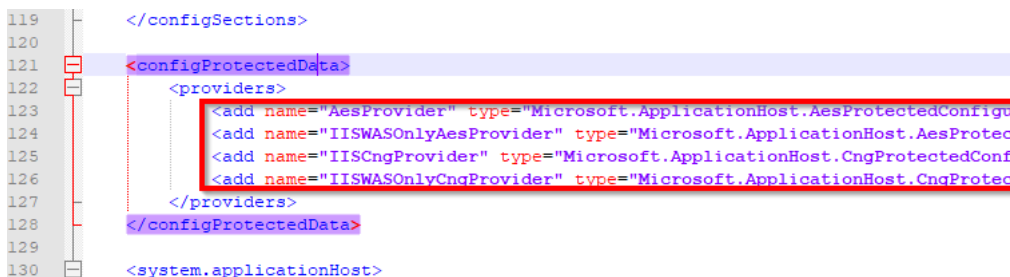 119 </configSections>
120
121 <configProtectedData>
122 <providers>
123 <add name="AesProvider" type="Microsoft.ApplicationHost.AesProtectedConfigu
124 <add name="IISWASOnlyAesProvider" type="Microsoft.ApplicationHost.AesProtec
125 <add name="IISCngProvider" type="Microsoft.ApplicationHost.CngProtectedConf
126 <add name="IISWASOnlyCngProvider" type="Microsoft.ApplicationHost.CngProtec
127 </providers>
128 </configProtectedData>
129
130 <system.applicationHost>